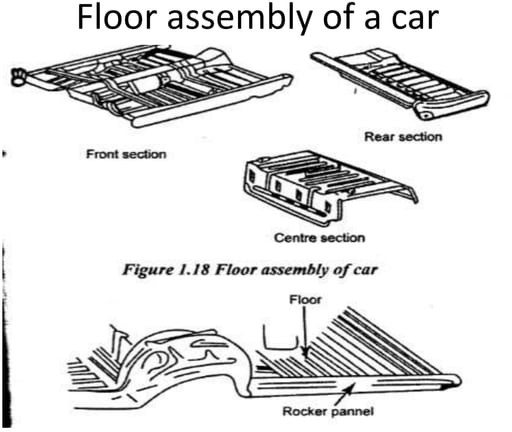 Floor assembly of a car
Front section
Rear section
Centre section
Figure 1.18 Floor assembly of car
Floor
Rocker pannel